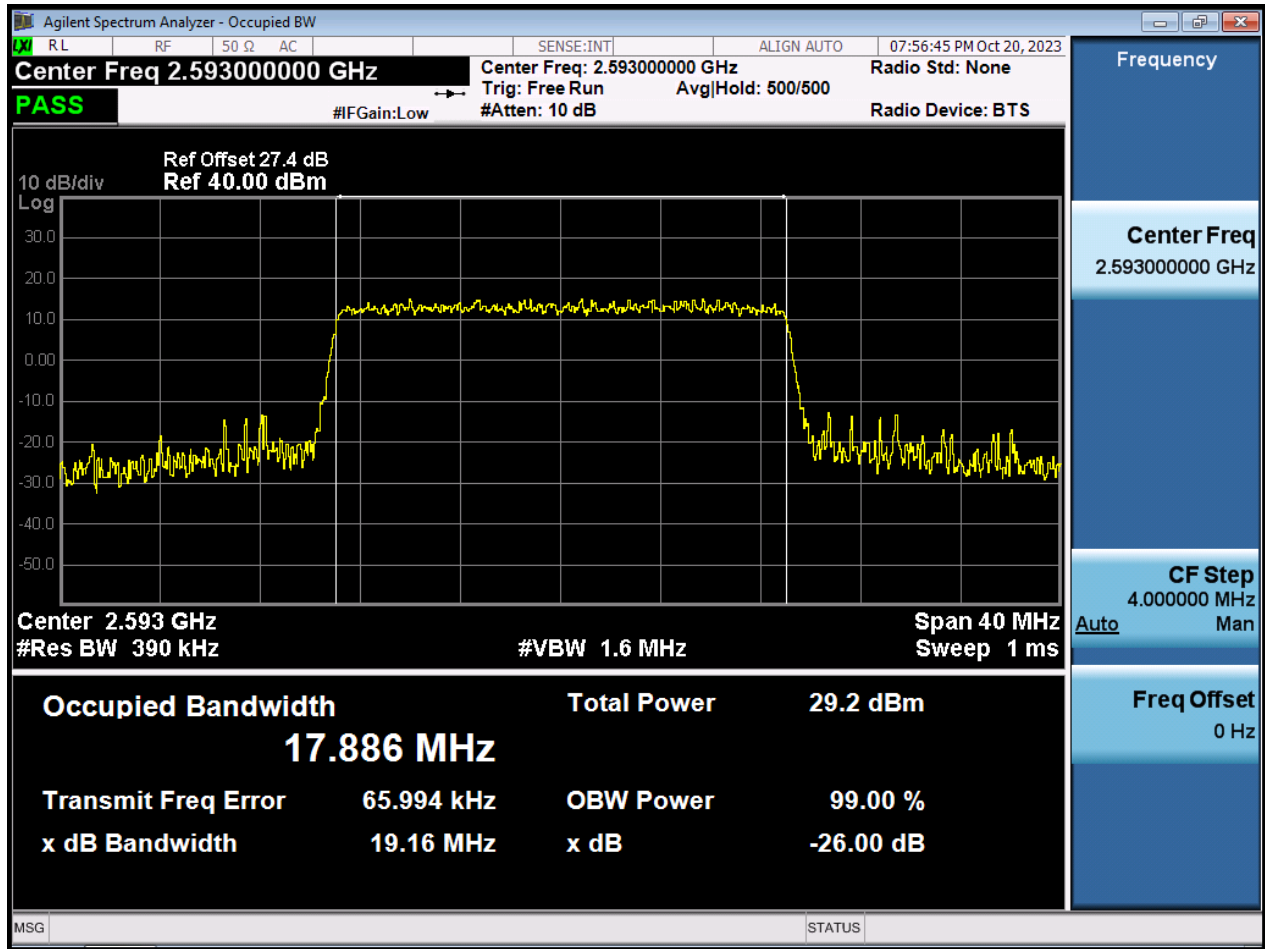 Agilent Spectrum Analyzer - Occupied BW
LXI RL RF 50 Ω AC SENSE:INT ALIGN AUTO 07:56:45 PM Oct 20, 2023
Center Freq 2.593000000 GHz
PASS
#IFGain:Low
Center Freq: 2.593000000 GHz
Trig: Free Run Avg|Hold: 500/500
#Atten: 10 dB
Radio Std: None
Radio Device: BTS
Ref Offset 27.4 dB
10 dB/div Ref 40.00 dBm
Log
30.0
20.0
10.0
0.00
-10.0
-20.0
-30.0
-40.0
-50.0
Center 2.593 GHz Span 40 MHz
#Res BW 390 kHz #VBW 1.6 MHz Sweep 1 ms
Occupied Bandwidth Total Power 29.2 dBm
17.886 MHz
Transmit Freq Error 65.994 kHz OBW Power 99.00 %
x dB Bandwidth 19.16 MHz x dB -26.00 dB
MSG STATUS
Frequency
Center Freq
2.593000000 GHz
CF Step
4.000000 MHz
Auto Man
Freq Offset
0 Hz